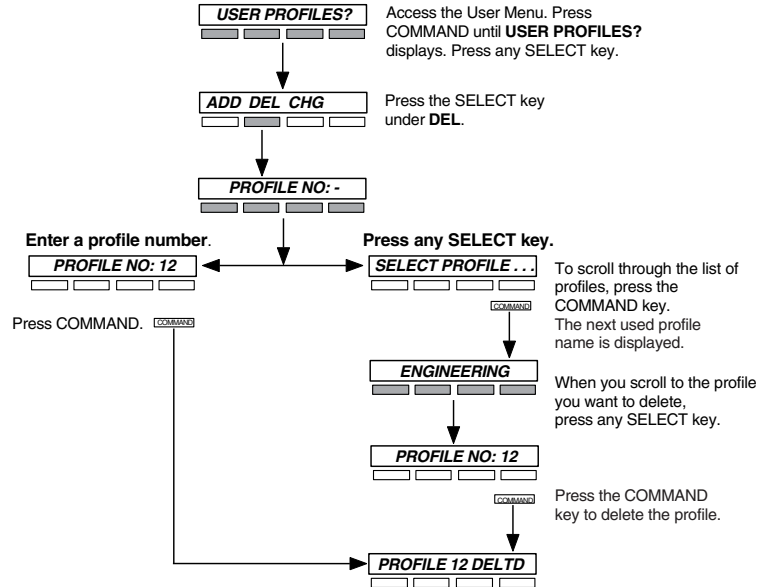 USER PROFILES?
Access the User Menu. Press
COMMAND until USER PROFILES?
displays. Press any SELECT key.
ADD DEL CHG
Press the SELECT key
under DEL.
PROFILE NO: -
Enter a profile number.
Press any SELECT key.
PROFILE NO: 12
SELECT PROFILE . . .
To scroll through the list of
profiles, press the
COMMAND key.
The next used profile
name is displayed.
COMMAND
Press COMMAND. COMMAND
ENGINEERING
When you scroll to the profile
you want to delete,
press any SELECT key.
PROFILE NO: 12
COMMAND
Press the COMMAND
key to delete the profile.
PROFILE 12 DELTD